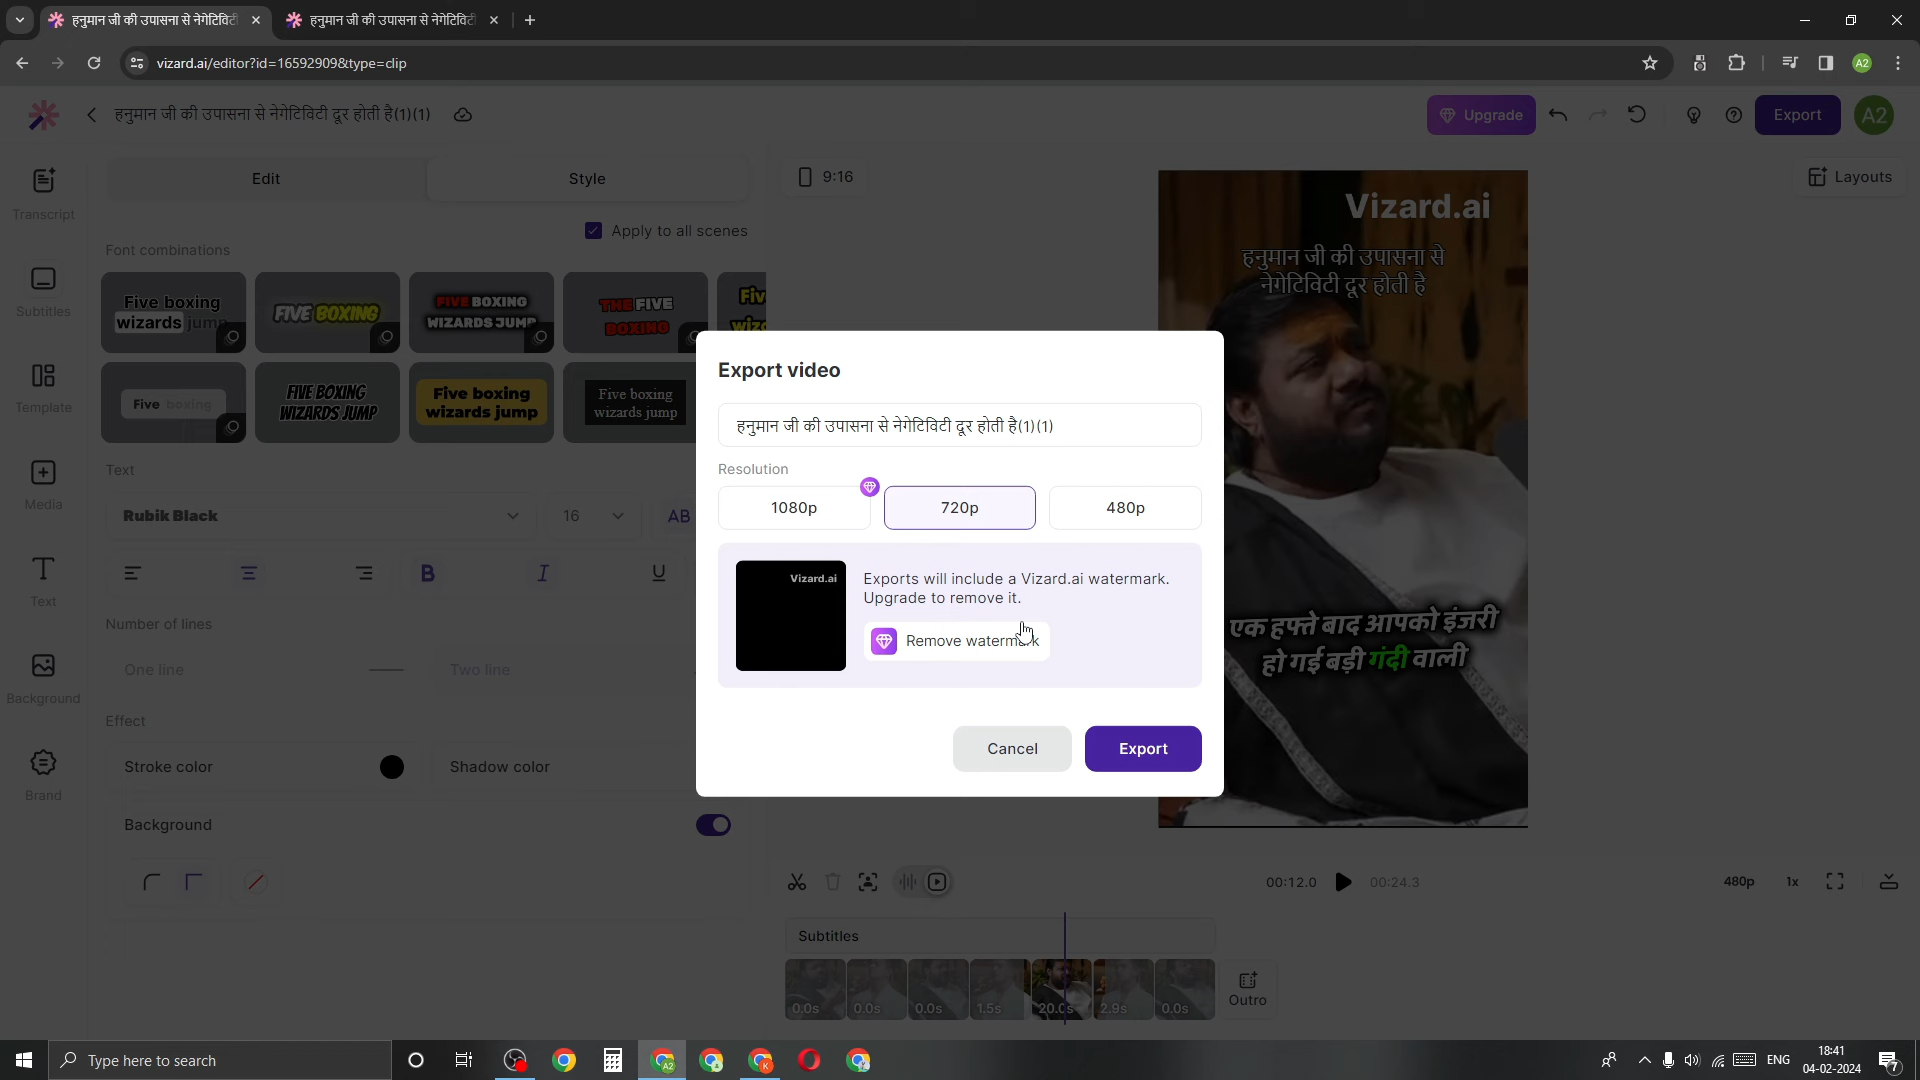 हनुमान जी की उपासना से नेगेटिविटी
हनुमान जी की उपासना से नेगेटिविटी
vizard.ai/editor?id=16592909&type=clip
A2
हनुमान जी की उपासना से नेगेटिविटी दूर होती है(1)(1)
Upgrade
Export
A2
Transcript
Subtitles
Template
Media
Text
Background
Brand
Edit
Style
Apply to all scenes
Font combinations
Five boxing
wizards jump
FIVE BOXING
FIVE BOXING
WIZARDS JUMP
THE FIVE
BOXING
Five boxing
FIVE BOXING
WIZARDS JUMP
Five boxing
wizards jump
Five boxing
wizards jump
Text
Rubik Black
16
AB
B
I
U
Number of lines
One line
Two line
Effect
Stroke color
Shadow color
Background
9:16
Layouts
Vizard.ai
हनुमान जी की उपासना से
नेगेटिविटी दूर होती है
एक हफ्ते बाद आपको इंजरी
हो गई बड़ी गंदी वाली
Export video
हनुमान जी की उपासना से नेगेटिविटी दूर होती है(1)(1)
Resolution
1080p
720p
480p
Vizard.ai
Exports will include a Vizard.ai watermark.
Upgrade to remove it.
Remove watermark
Cancel
Export
00:12.0
00:24.3
480p
1x
Subtitles
0.0s
0.0s
0.0s
1.5s
20.0s
2.9s
0.0s
Outro
Type here to search
A2
K
ENG
18:41
04-02-2024
7